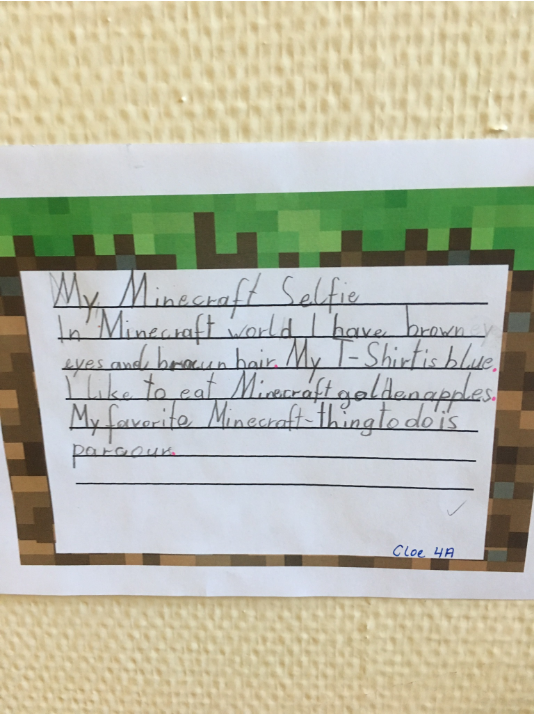 My Minecraft Selfie
In Minecraft world I have brown
eyes and brown hair. My T-Shirt is blue.
I like to eat Minecraft golden apples.
My favorite Minecraft-thing to do is
parcour.
Cloe 4A